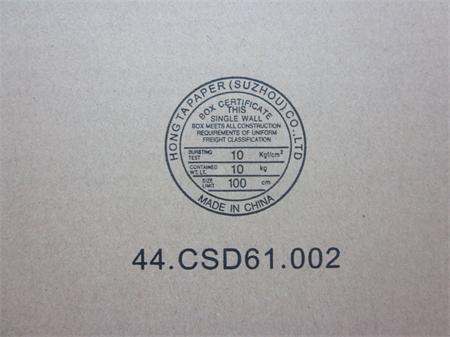 HONG TA PAPER (SUZHOU) CO.,LTD
BOX CERTIFICATE
THIS
SINGLE WALL
BOX MEETS ALL CONSTRUCTION
REQUIREMENTS OF UNIFORM
FREIGHT CLASSIFICATION
BURSTING TEST 10 Kgf/cm²
CONTAINED WT. LT. 10 kg
SIZE LIMIT 100 cm
MADE IN CHINA
44.CSD61.002